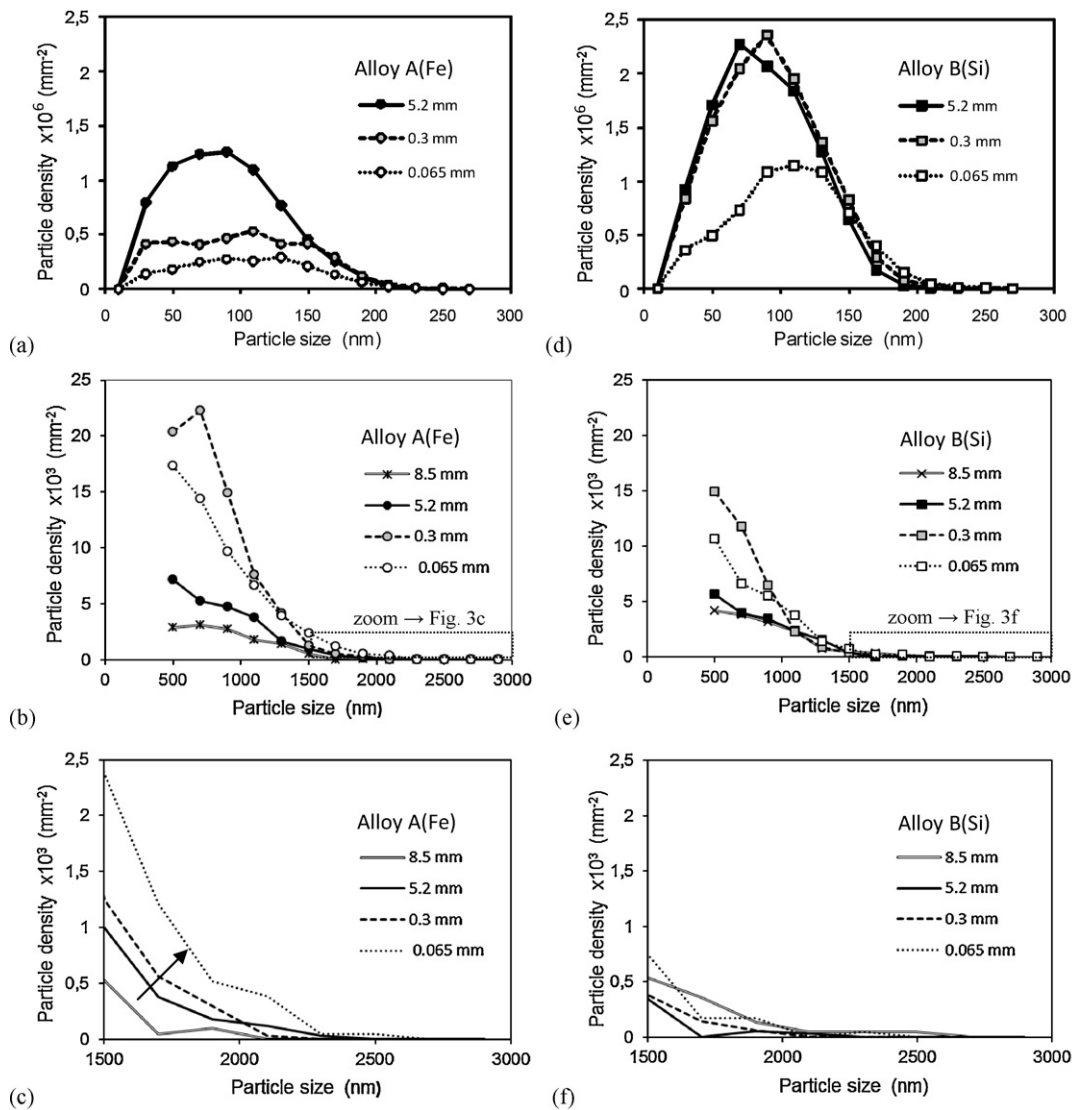 Particle density x10⁶ (mm⁻²)
2,5
2
1,5
1
0,5
0
Alloy A(Fe)
5.2 mm
0.3 mm
0.065 mm
0 50 100 150 200 250 300
Particle size (nm)
(a)
Particle density x10⁶ (mm⁻²)
2,5
2
1,5
1
0,5
0
Alloy B(Si)
5.2 mm
0.3 mm
0.065 mm
0 50 100 150 200 250 300
Particle size (nm)
(d)
Particle density x10³ (mm⁻²)
25
20
15
10
5
0
Alloy A(Fe)
8.5 mm
5.2 mm
0.3 mm
0.065 mm
zoom → Fig. 3c
0 500 1000 1500 2000 2500 3000
Particle size (nm)
(b)
Particle density x10³ (mm⁻²)
25
20
15
10
5
0
Alloy B(Si)
8.5 mm
5.2 mm
0.3 mm
0.065 mm
zoom → Fig. 3f
0 500 1000 1500 2000 2500 3000
Particle size (nm)
(e)
Particle density x10³ (mm⁻²)
2,5
2
1,5
1
0,5
0
Alloy A(Fe)
8.5 mm
5.2 mm
0.3 mm
0.065 mm
1500 2000 2500 3000
Particle size (nm)
(c)
Particle density x10³ (mm⁻²)
2,5
2
1,5
1
0,5
0
Alloy B(Si)
8.5 mm
5.2 mm
0.3 mm
0.065 mm
1500 2000 2500 3000
Particle size (nm)
(f)